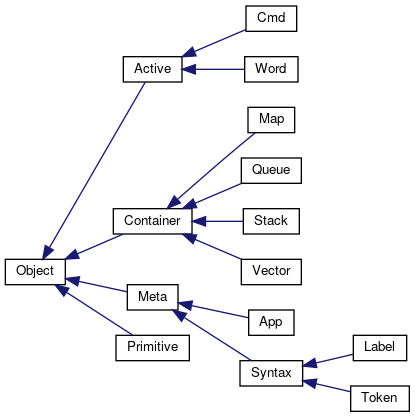 Cmd
Active
Word
Map
Queue
Container
Stack
Object
Vector
Meta
App
Primitive
Label
Syntax
Token